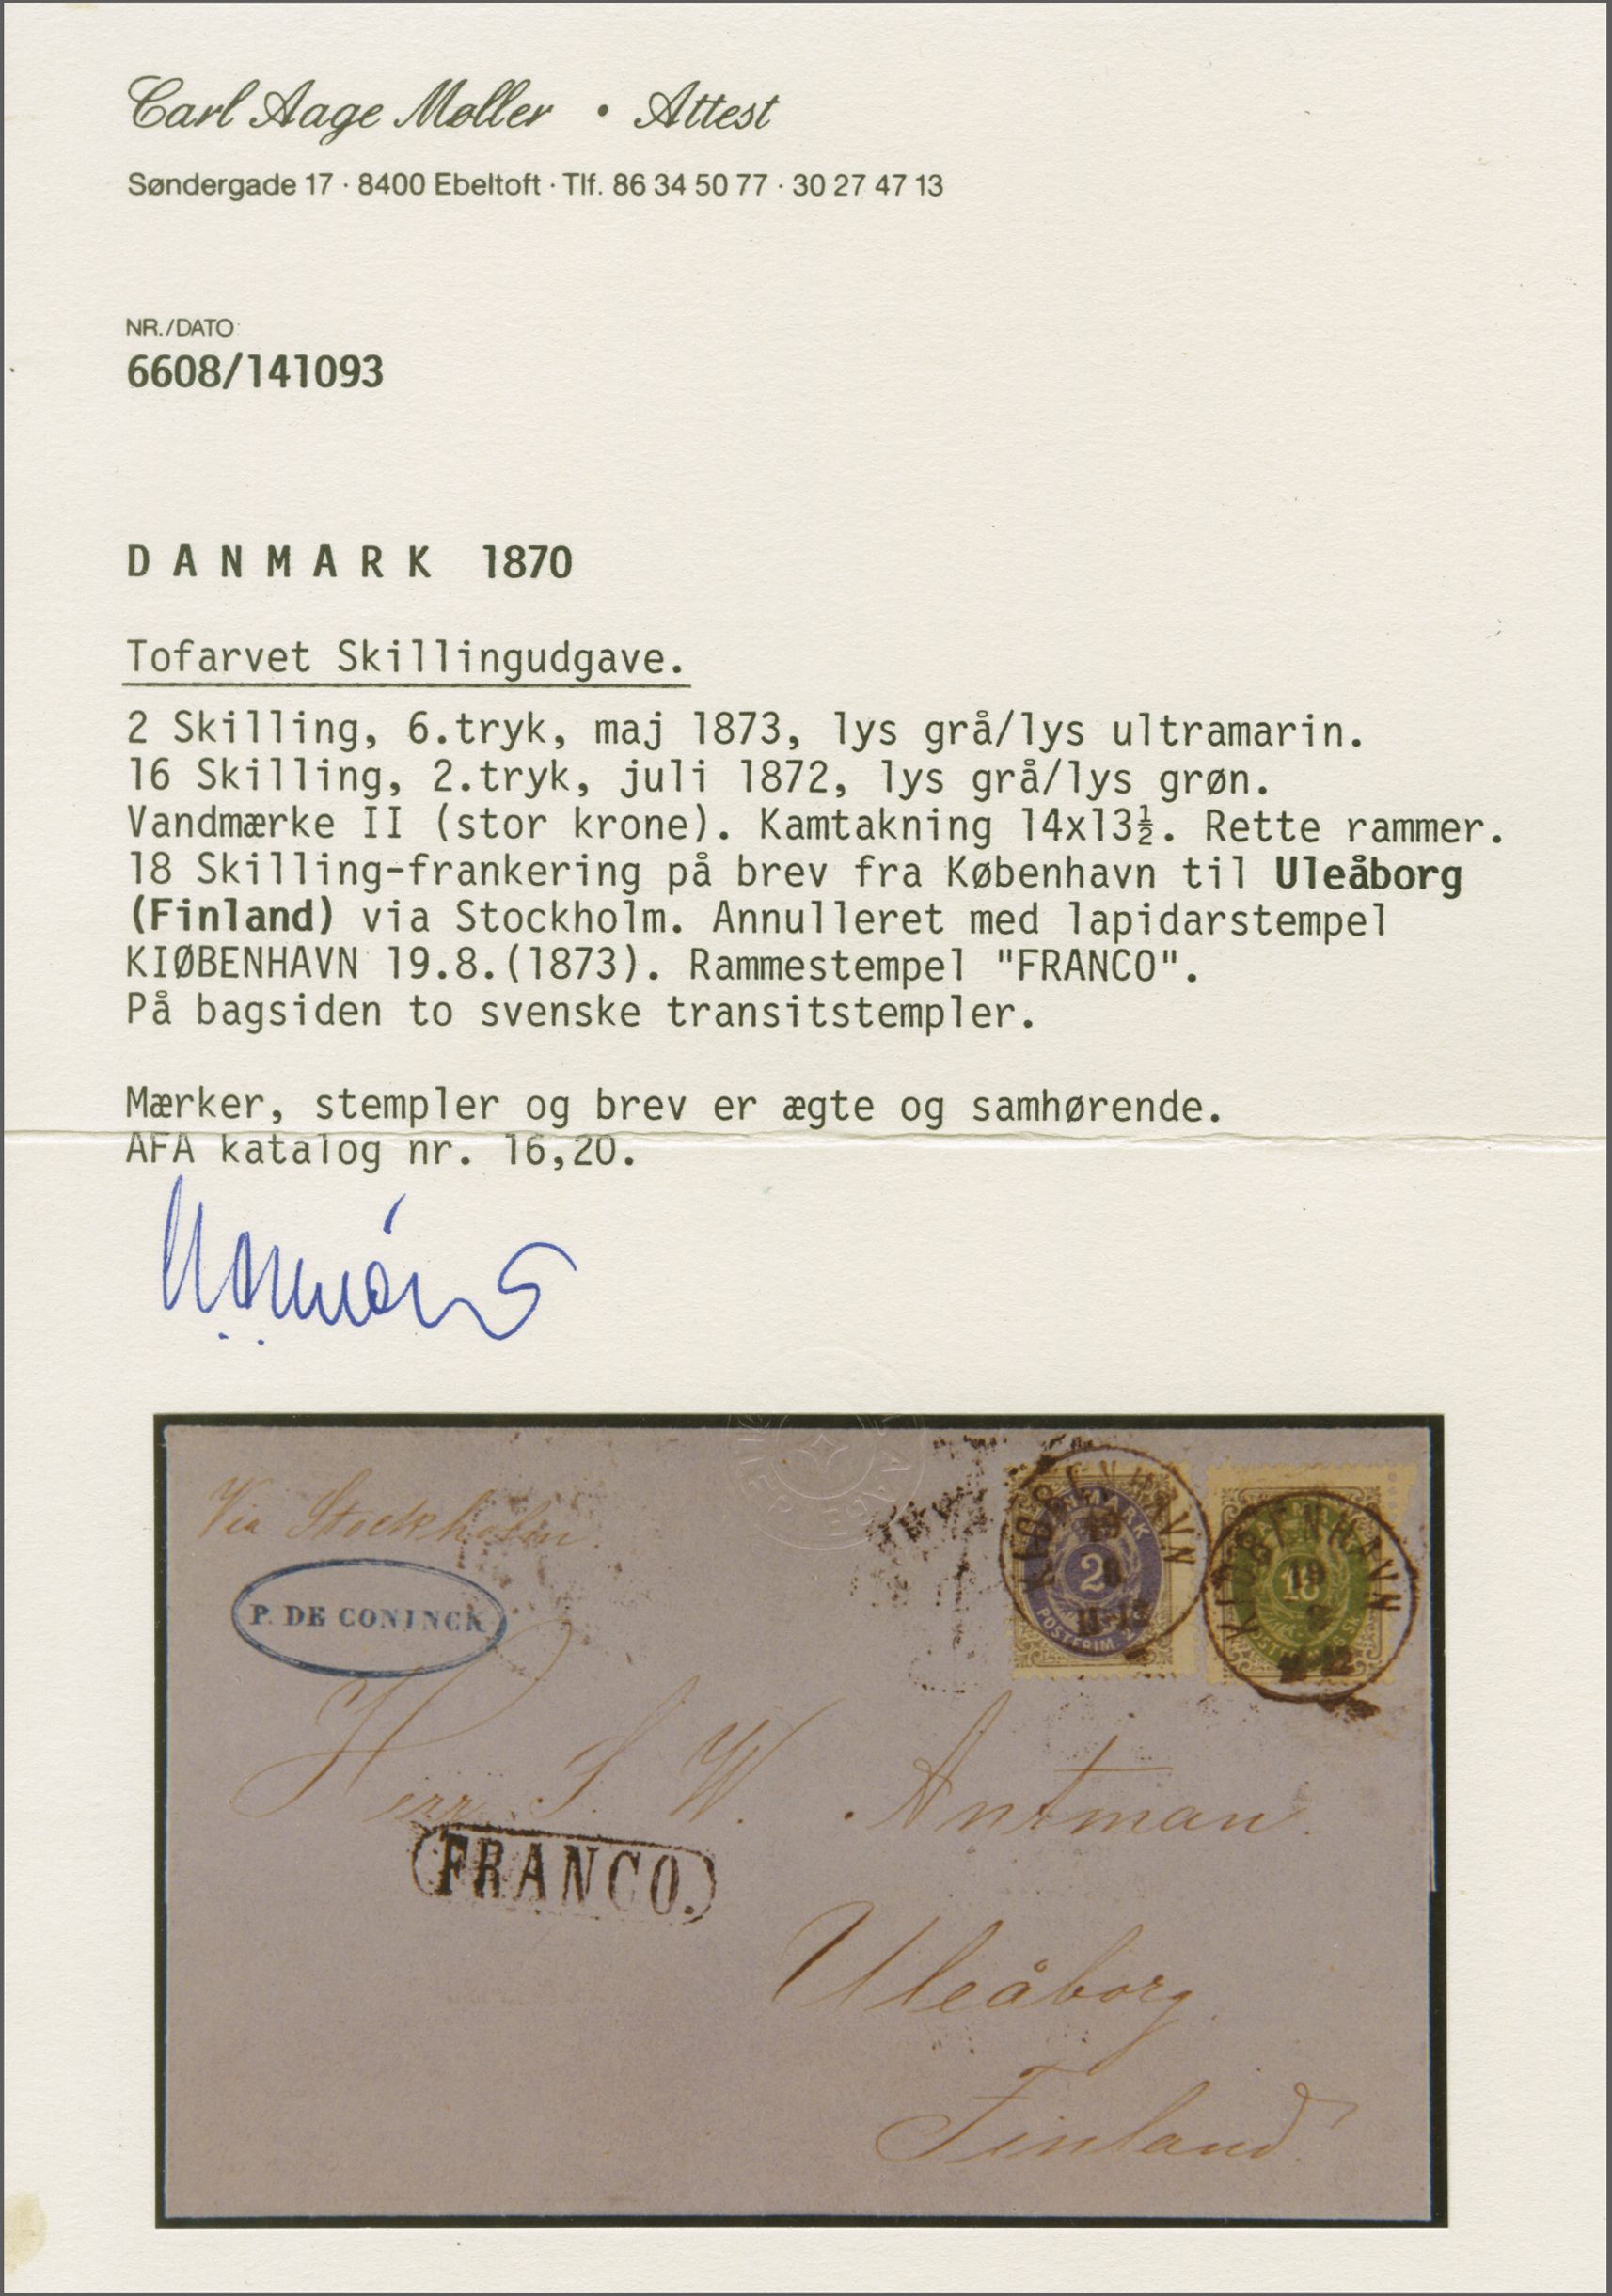 Carl Aage Møller • Attest
Søndergade 17 · 8400 Ebeltoft · Tlf. 86 34 50 77 · 30 27 47 13
NR./DATO
6608/141093
DANMARK 1870
Tofarvet Skillingudgave.
2 Skilling, 6.tryk, maj 1873, lys grå/lys ultramarin.
16 Skilling, 2.tryk, juli 1872, lys grå/lys grøn.
Vandmærke II (stor krone). Kamtakning 14x13½. Rette rammer.
18 Skilling-frankering på brev fra København til Uleåborg
(Finland) via Stockholm. Annulleret med lapidarstempel
KIØBENHAVN 19.8.(1873). Rammestempel "FRANCO".
På bagsiden to svenske transitstempler.
Mærker, stempler og brev er ægte og samhørende.
AFA katalog nr. 16,20.
Via Stockholm.
P. DE CONINCK
KIØBENHAVN
DANMARK
2
POSTFRIM. 2
KIØBENHAVN
19
16
Herr S. W. Antman.
FRANCO.
Uleåborg
Finland